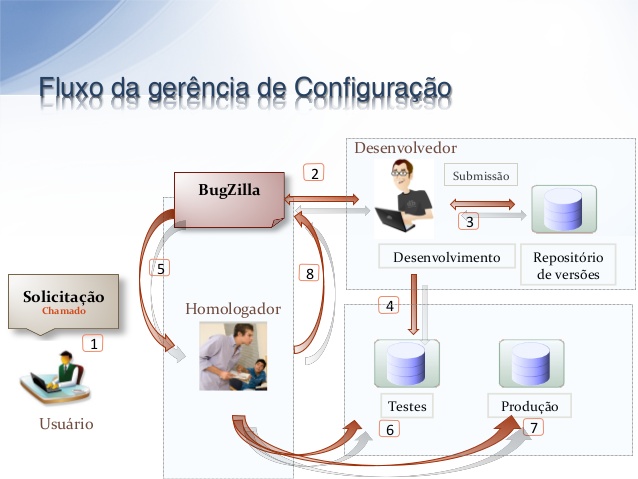 Fluxo da gerência de Configuração
Desenvolvedor
BugZilla
2
Submissão
3
Desenvolvimento
Repositório
de versões
5
8
Solicitação
Chamado
Homologador
4
1
Usuário
Testes
Produção
6
7